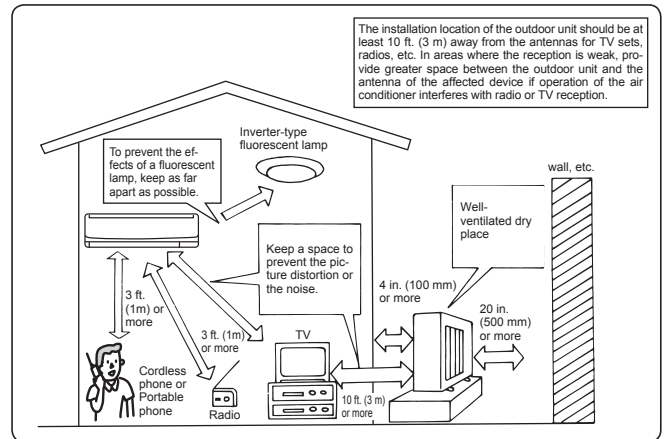 The installation location of the outdoor unit should be at
least 10 ft. (3 m) away from the antennas for TV sets,
radios, etc. In areas where the reception is weak, pro-
vide greater space between the outdoor unit and the
antenna of the affected device if operation of the air
conditioner interferes with radio or TV reception.
Inverter-type
fluorescent lamp
To prevent the ef-
fects of a fluorescent
lamp, keep as far
apart as possible.
wall, etc.
Well-
ventilated dry
place
Keep a space to
prevent the pic-
ture distortion or
the noise.
4 in. (100 mm)
or more
20 in.
(500 mm)
or more
3 ft.
(1m) or
more
3 ft. (1m)
or more
TV
Cordless
phone or
Portable
phone
Radio
10 ft. (3 m)
or more